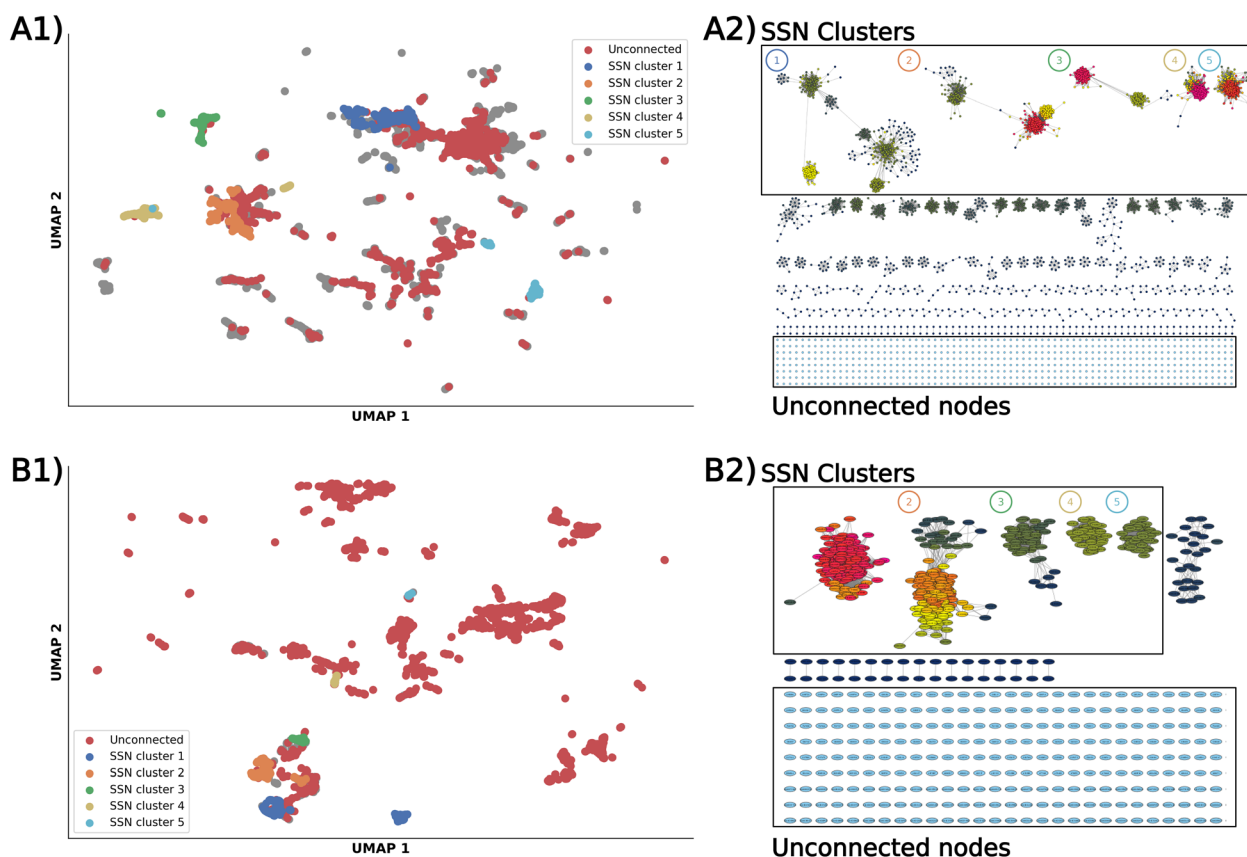 A1)
Unconnected
SSN cluster 1
SSN cluster 2
SSN cluster 3
SSN cluster 4
SSN cluster 5
UMAP 2
UMAP 1
A2) SSN Clusters
1 2 3 4 5
Unconnected nodes
B1)
Unconnected
SSN cluster 1
SSN cluster 2
SSN cluster 3
SSN cluster 4
SSN cluster 5
UMAP 2
UMAP 1
B2) SSN Clusters
2 3 4 5
Unconnected nodes